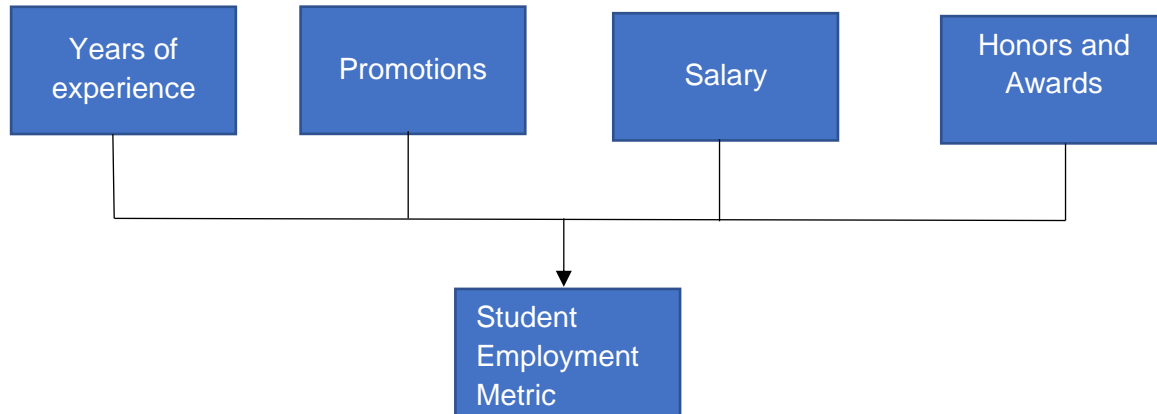 Years of
experience
Promotions
Salary
Honors and
Awards
Student
Employment
Metric